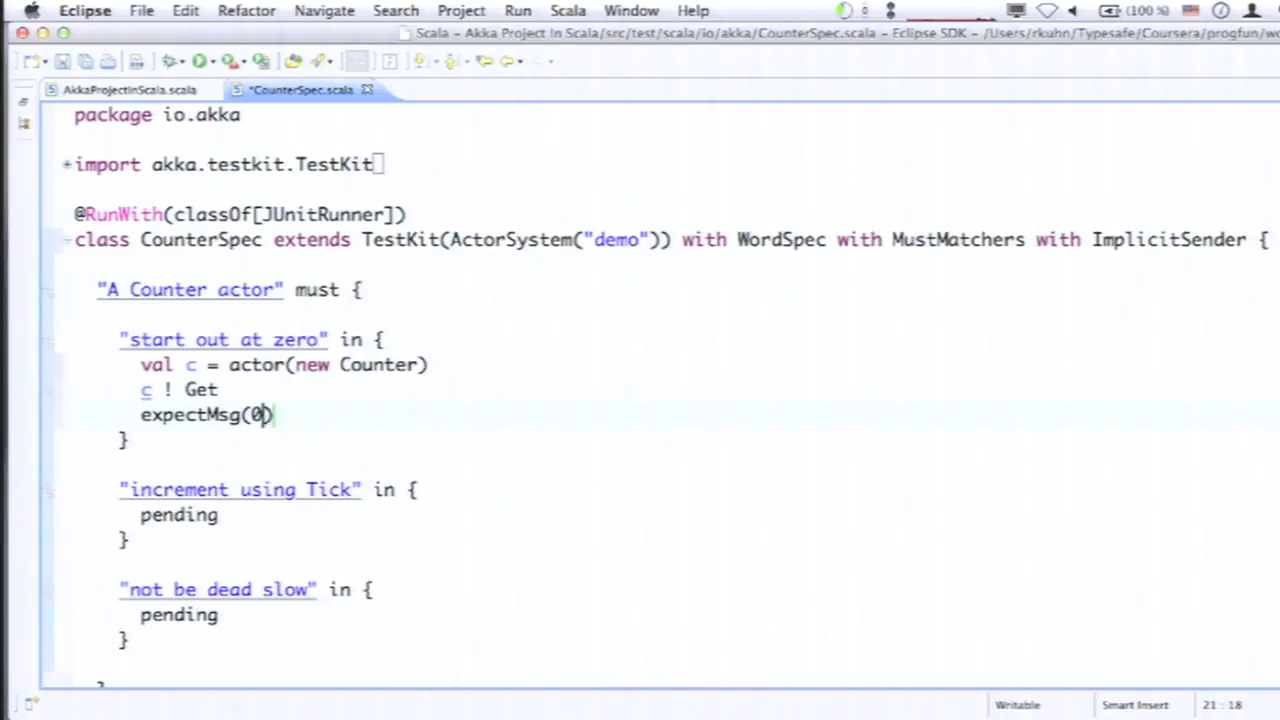 Eclipse File Edit Refactor Navigate Search Project Run Scala Window Help (100 %)
Scala – Akka Project In Scala/src/test/scala/io/akka/CounterSpec.scala – Eclipse SDK – /Users/rkuhn/Typesafe/Coursera/progfun/wo
AkkaProjectInScala.scala *CounterSpec.scala
package io.akka
import akka.testkit.TestKit
@RunWith(classOf[JUnitRunner])
class CounterSpec extends TestKit(ActorSystem("demo")) with WordSpec with MustMatchers with ImplicitSender {
"A Counter actor" must {
"start out at zero" in {
val c = actor(new Counter)
c ! Get
expectMsg(0)
}
"increment using Tick" in {
pending
}
"not be dead slow" in {
pending
}
}
Writable Smart Insert 21 : 18